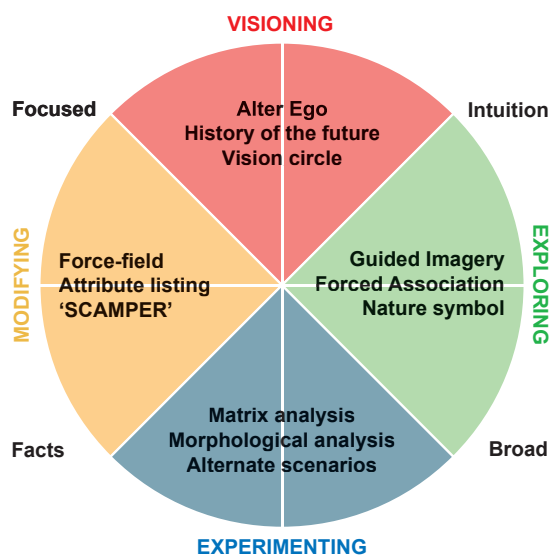 VISIONING
Focused
Intuition
Alter Ego
History of the future
Vision circle
MODIFYING
Force-field
Attribute listing
‘SCAMPER’
Guided Imagery
Forced Association
Nature symbol
EXPLORING
Matrix analysis
Morphological analysis
Alternate scenarios
Facts
Broad
EXPERIMENTING